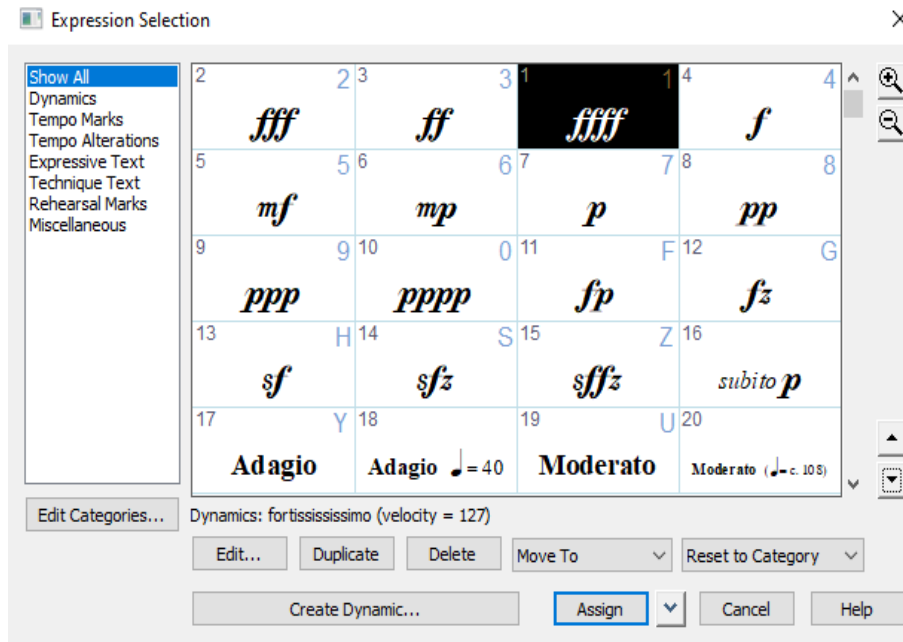 Expression Selection
Show All
Dynamics
Tempo Marks
Tempo Alterations
Expressive Text
Technique Text
Rehearsal Marks
Miscellaneous
2 2 3 3 1 1 4 4
fff ff ffff f
5 5 6 6 7 7 8 8
mf mp p pp
9 9 10 0 11 F 12 G
ppp pppp fp fz
13 H 14 S 15 Z 16
sf sfz sffz subito p
17 Y 18 19 U 20
Adagio Adagio ♩ = 40 Moderato Moderato (♩= c. 108)
Edit Categories... Dynamics: fortissississimo (velocity = 127)
Edit... Duplicate Delete Move To Reset to Category
Create Dynamic... Assign Cancel Help